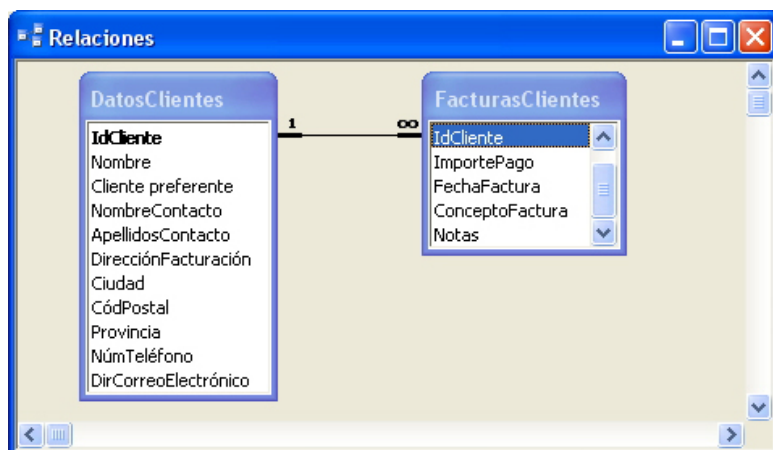 Relaciones
DatosClientes
IdCliente
Nombre
Cliente preferente
NombreContacto
ApellidosContacto
DirecciónFacturación
Ciudad
CódPostal
Provincia
NúmTeléfono
DirCorreoElectrónico
1
∞
FacturasClientes
IdCliente
ImportePago
FechaFactura
ConceptoFactura
Notas